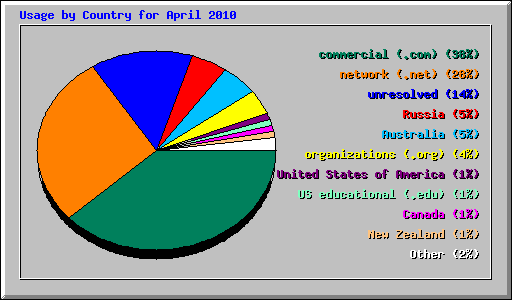 Usage by Country for April 2010
commercial (.com) (38%)
network (.net) (28%)
unresolved (14%)
Russia (5%)
Australia (5%)
organizations (.org) (4%)
United States of America (1%)
US educational (.edu) (1%)
Canada (1%)
New Zealand (1%)
Other (2%)